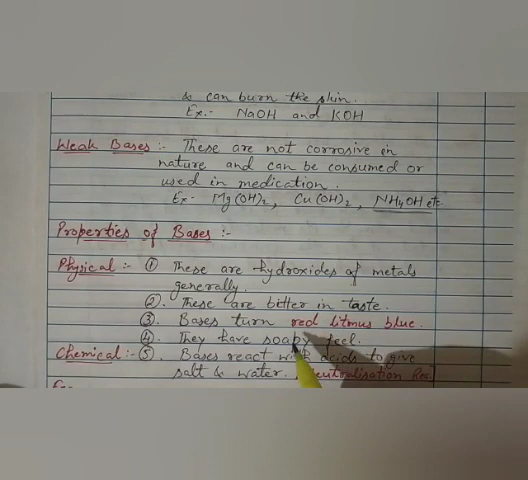 & can burn the skin.
Ex.- NaOH and KOH
Weak Bases :- These are not corrosive in
nature and can be consumed or
used in medication.
Ex- Mg(OH)2, Cu(OH)2, NH4OH etc
Properties of Bases :-
Physical :- ① These are hydroxides of metals
generally.
②. These are bitter in taste.
③. Bases turn red litmus blue.
④. They have soapy feel.
Chemical :- ⑤. Bases react with acids to give
salt & water. Neutralisation Rec